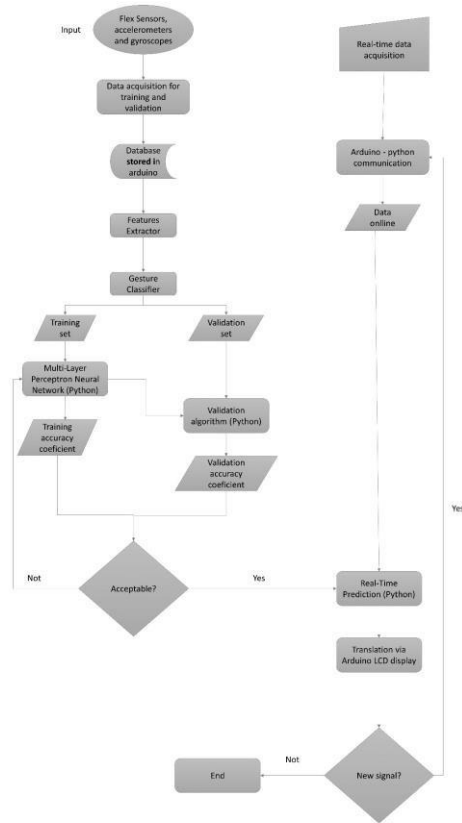 Input
Flex Sensors,
accelerometers
and gyroscopes
Data acquisition for
training and
validation
Database
stored in
arduino
Features
Extractor
Gesture
Classifier
Training
set
Validation
set
Multi-Layer
Perceptron Neural
Network (Python)
Validation
algorithm (Python)
Training
accuracy
coeficient
Validation
accuracy
coeficient
Not
Acceptable?
Yes
Real-time data
acquisition
Arduino - python
communication
Data
online
Yes
Real-Time
Prediction (Python)
Translation via
Arduino LCD display
New signal?
Not
End